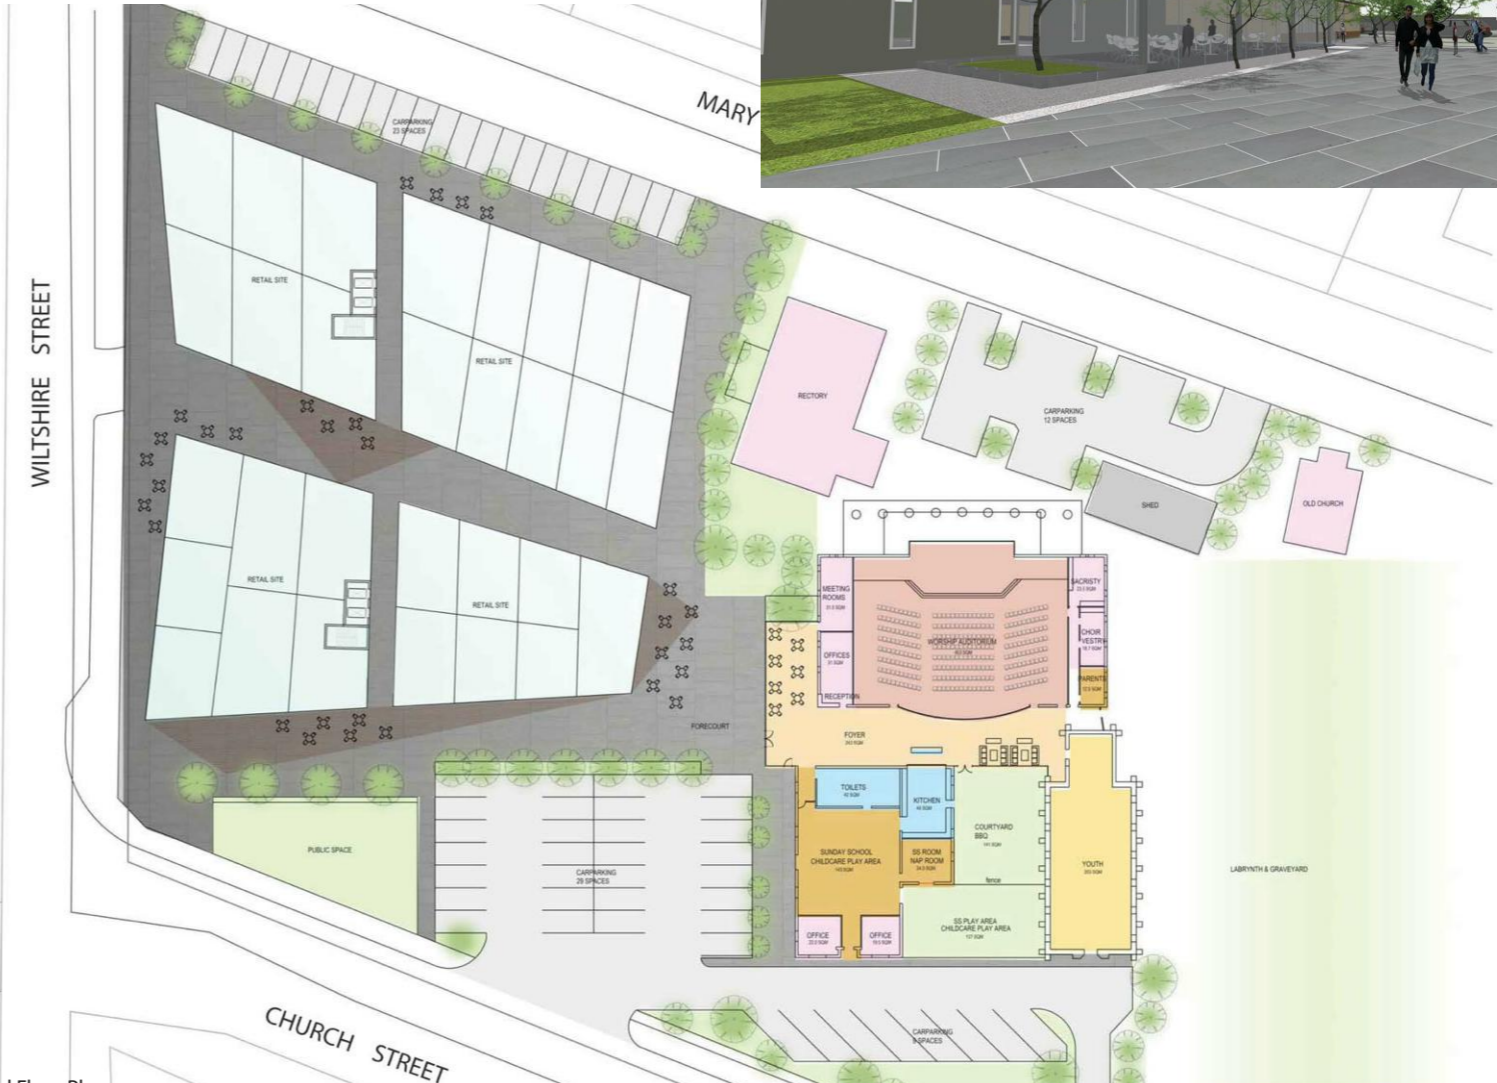 MARY
CARPARKING
23 SPACES
WILTSHIRE STREET
RETAIL SITE
RETAIL SITE
RECTORY
CARPARKING
12 SPACES
SHED
OLD CHURCH
RETAIL SITE
RETAIL SITE
MEETING
ROOMS
SACRISTY
WORSHIP AUDITORIUM
CHOIR
VESTRY
OFFICES
PARENTS
RECEPTION
FORECOURT
FOYER
TOILETS
KITCHEN
COURTYARD
BBQ
PUBLIC SPACE
SUNDAY SCHOOL
CHILDCARE PLAY AREA
SS ROOM
NAP ROOM
YOUTH
LABRYNTH & GRAVEYARD
CARPARKING
29 SPACES
fence
SS PLAY AREA
CHILDCARE PLAY AREA
OFFICE
OFFICE
CHURCH STREET
CARPARKING
9 SPACES